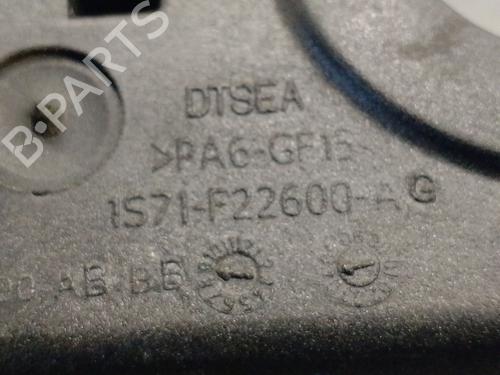 B-PARTS
DTSEA
>PA6-GF15
1S71-F22600-AG
AB BB